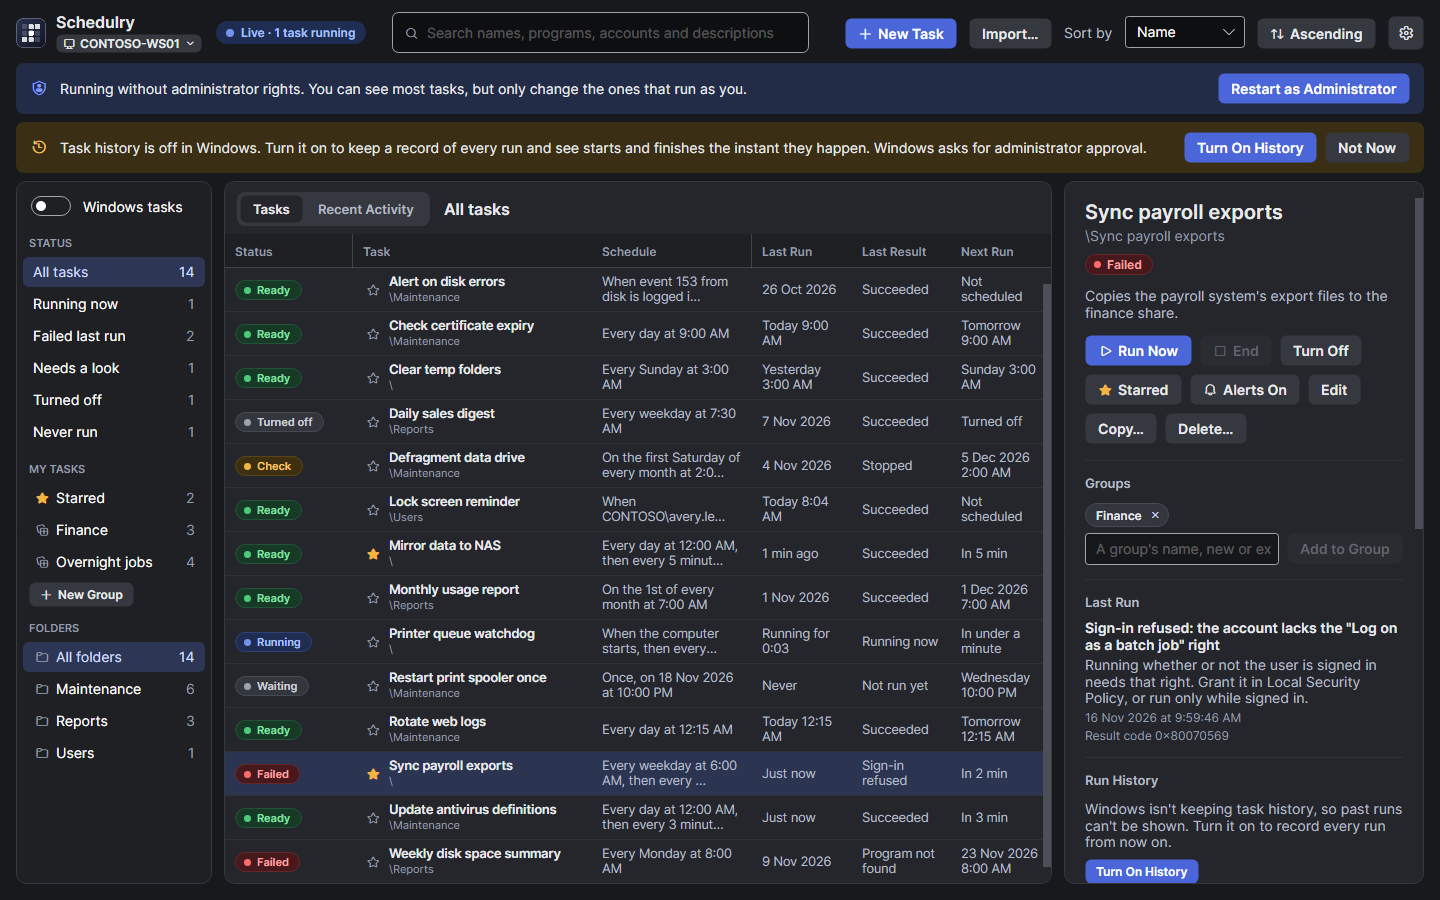 Schedulry
CONTOSO-WS01
Live · 1 task running
Search names, programs, accounts and descriptions
New Task
Import...
Sort by
Name
Ascending
Running without administrator rights. You can see most tasks, but only change the ones that run as you.
Restart as Administrator
Task history is off in Windows. Turn it on to keep a record of every run and see starts and finishes the instant they happen. Windows asks for administrator approval.
Turn On History
Not Now
Windows tasks
STATUS
All tasks 14
Running now 1
Failed last run 2
Needs a look 1
Turned off 1
Never run 1
MY TASKS
Starred 2
Finance 3
Overnight jobs 4
New Group
FOLDERS
All folders 14
Maintenance 6
Reports 3
Users 1
Tasks
Recent Activity
All tasks
Status Task Schedule Last Run Last Result Next Run
Ready
Alert on disk errors
\Maintenance
When event 153 from
disk is logged i...
26 Oct 2026
Succeeded
Not
scheduled
Ready
Check certificate expiry
\Maintenance
Every day at 9:00 AM
Today 9:00
AM
Succeeded
Tomorrow
9:00 AM
Ready
Clear temp folders
\
Every Sunday at 3:00
AM
Yesterday
3:00 AM
Succeeded
Sunday 3:00
AM
Turned off
Daily sales digest
\Reports
Every weekday at 7:30
AM
7 Nov 2026
Succeeded
Turned off
Check
Defragment data drive
\Maintenance
On the first Saturday of
every month at 2:0...
4 Nov 2026
Stopped
5 Dec 2026
2:00 AM
Ready
Lock screen reminder
\Users
When
CONTOSO\avery.le...
Today 8:04
AM
Succeeded
Not
scheduled
Ready
Mirror data to NAS
\
Every day at 12:00 AM,
then every 5 minut...
1 min ago
Succeeded
In 5 min
Ready
Monthly usage report
\Reports
On the 1st of every
month at 7:00 AM
1 Nov 2026
Succeeded
1 Dec 2026
7:00 AM
Running
Printer queue watchdog
\
When the computer
starts, then every...
Running for
0:03
Running now
In under a
minute
Waiting
Restart print spooler once
\Maintenance
Once, on 18 Nov 2026
at 10:00 PM
Never
Not run yet
Wednesday
10:00 PM
Ready
Rotate web logs
\Maintenance
Every day at 12:15 AM
Today 12:15
AM
Succeeded
Tomorrow
12:15 AM
Failed
Sync payroll exports
\
Every weekday at 6:00
AM, then every ...
Just now
Sign-in
refused
In 2 min
Ready
Update antivirus definitions
\Maintenance
Every day at 12:00 AM,
then every 3 minut...
Just now
Succeeded
In 3 min
Failed
Weekly disk space summary
\Reports
Every Monday at 8:00
AM
9 Nov 2026
Program not
found
23 Nov 2026
8:00 AM
Sync payroll exports
\Sync payroll exports
Failed
Copies the payroll system's export files to the
finance share.
Run Now
End
Turn Off
Starred
Alerts On
Edit
Copy...
Delete...
Groups
Finance ×
A group's name, new or ex
Add to Group
Last Run
Sign-in refused: the account lacks the "Log on
as a batch job" right
Running whether or not the user is signed in
needs that right. Grant it in Local Security
Policy, or run only while signed in.
16 Nov 2026 at 9:59:46 AM
Result code 0×80070569
Run History
Windows isn't keeping task history, so past runs
can't be shown. Turn it on to record every run
from now on.
Turn On History